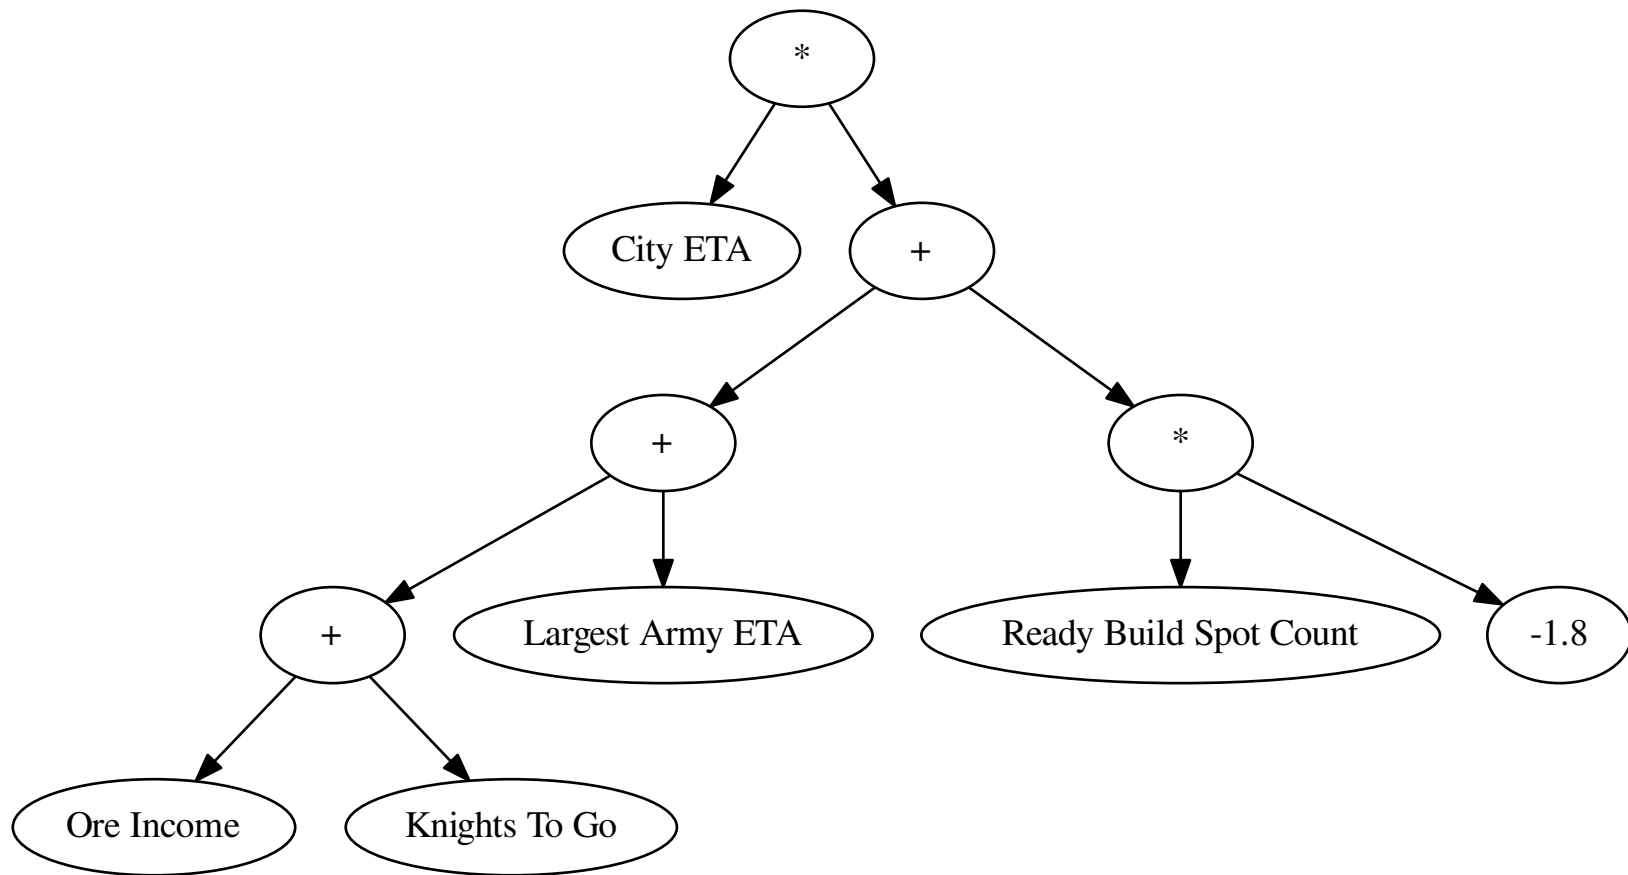 *
City ETA
+
+
*
+
Largest Army ETA
Ready Build Spot Count
-1.8
Ore Income
Knights To Go